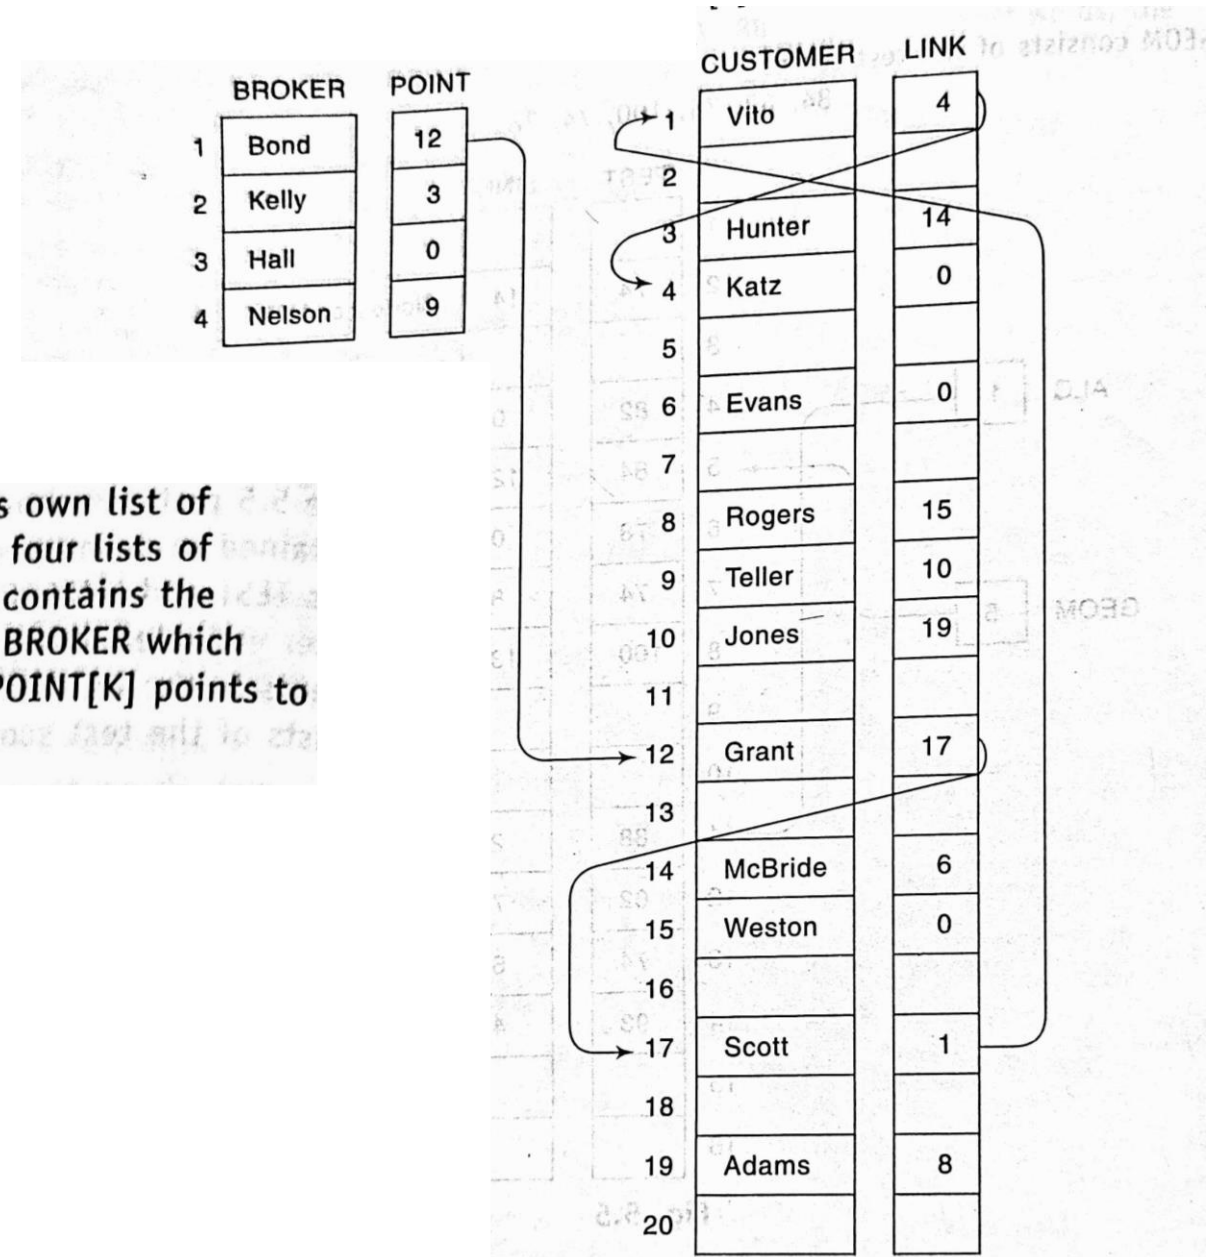 BROKER POINT
1 Bond 12
2 Kelly 3
3 Hall 0
4 Nelson 9
s own list of
four lists of
contains the
BROKER which
POINT[K] points to
CUSTOMER LINK
1 Vito 4
2
3 Hunter 14
4 Katz 0
5
6 Evans 0
7
8 Rogers 15
9 Teller 10
10 Jones 19
11
12 Grant 17
13
14 McBride 6
15 Weston 0
16
17 Scott 1
18
19 Adams 8
20